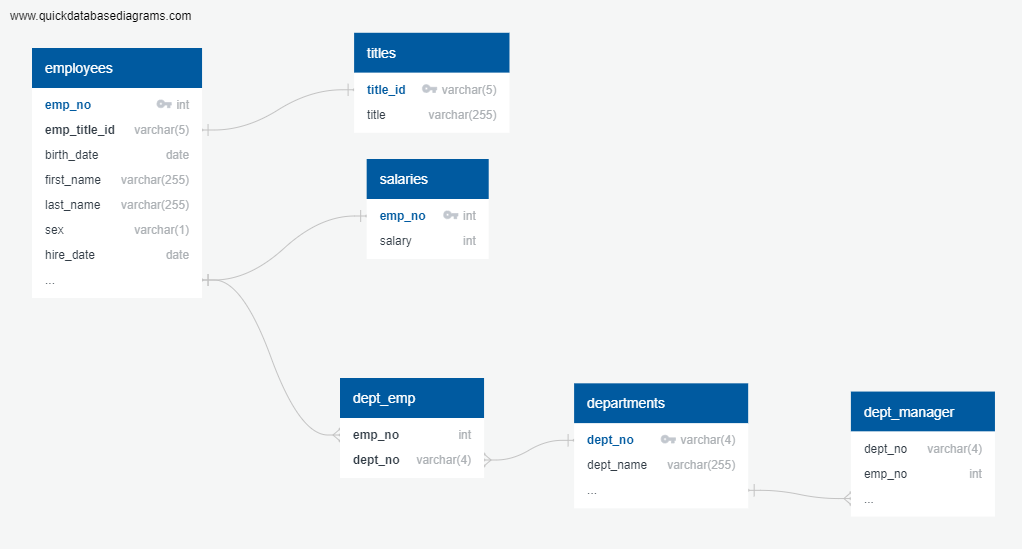 www.quickdatabasediagrams.com
employees
emp_no int
emp_title_id varchar(5)
birth_date date
first_name varchar(255)
last_name varchar(255)
sex varchar(1)
hire_date date
...
titles
title_id varchar(5)
title varchar(255)
salaries
emp_no int
salary int
dept_emp
emp_no int
dept_no varchar(4)
departments
dept_no varchar(4)
dept_name varchar(255)
...
dept_manager
dept_no varchar(4)
emp_no int
...